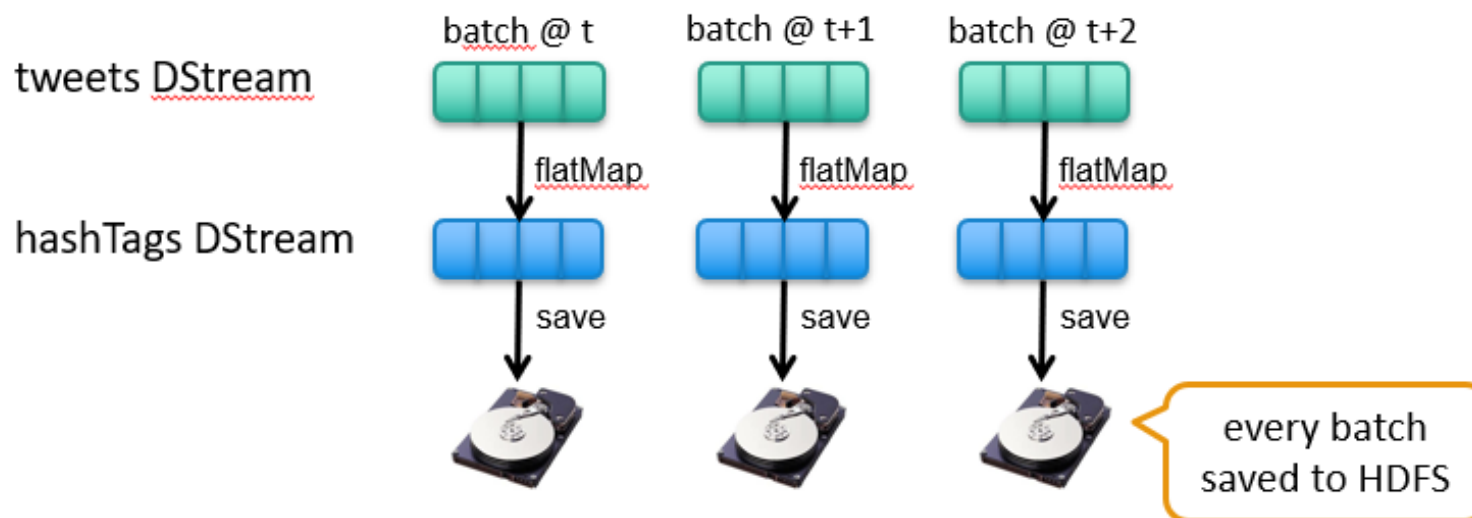 batch @ t
batch @ t+1
batch @ t+2
tweets DStream
flatMap
flatMap
flatMap
hashTags DStream
save
save
save
every batch
saved to HDFS